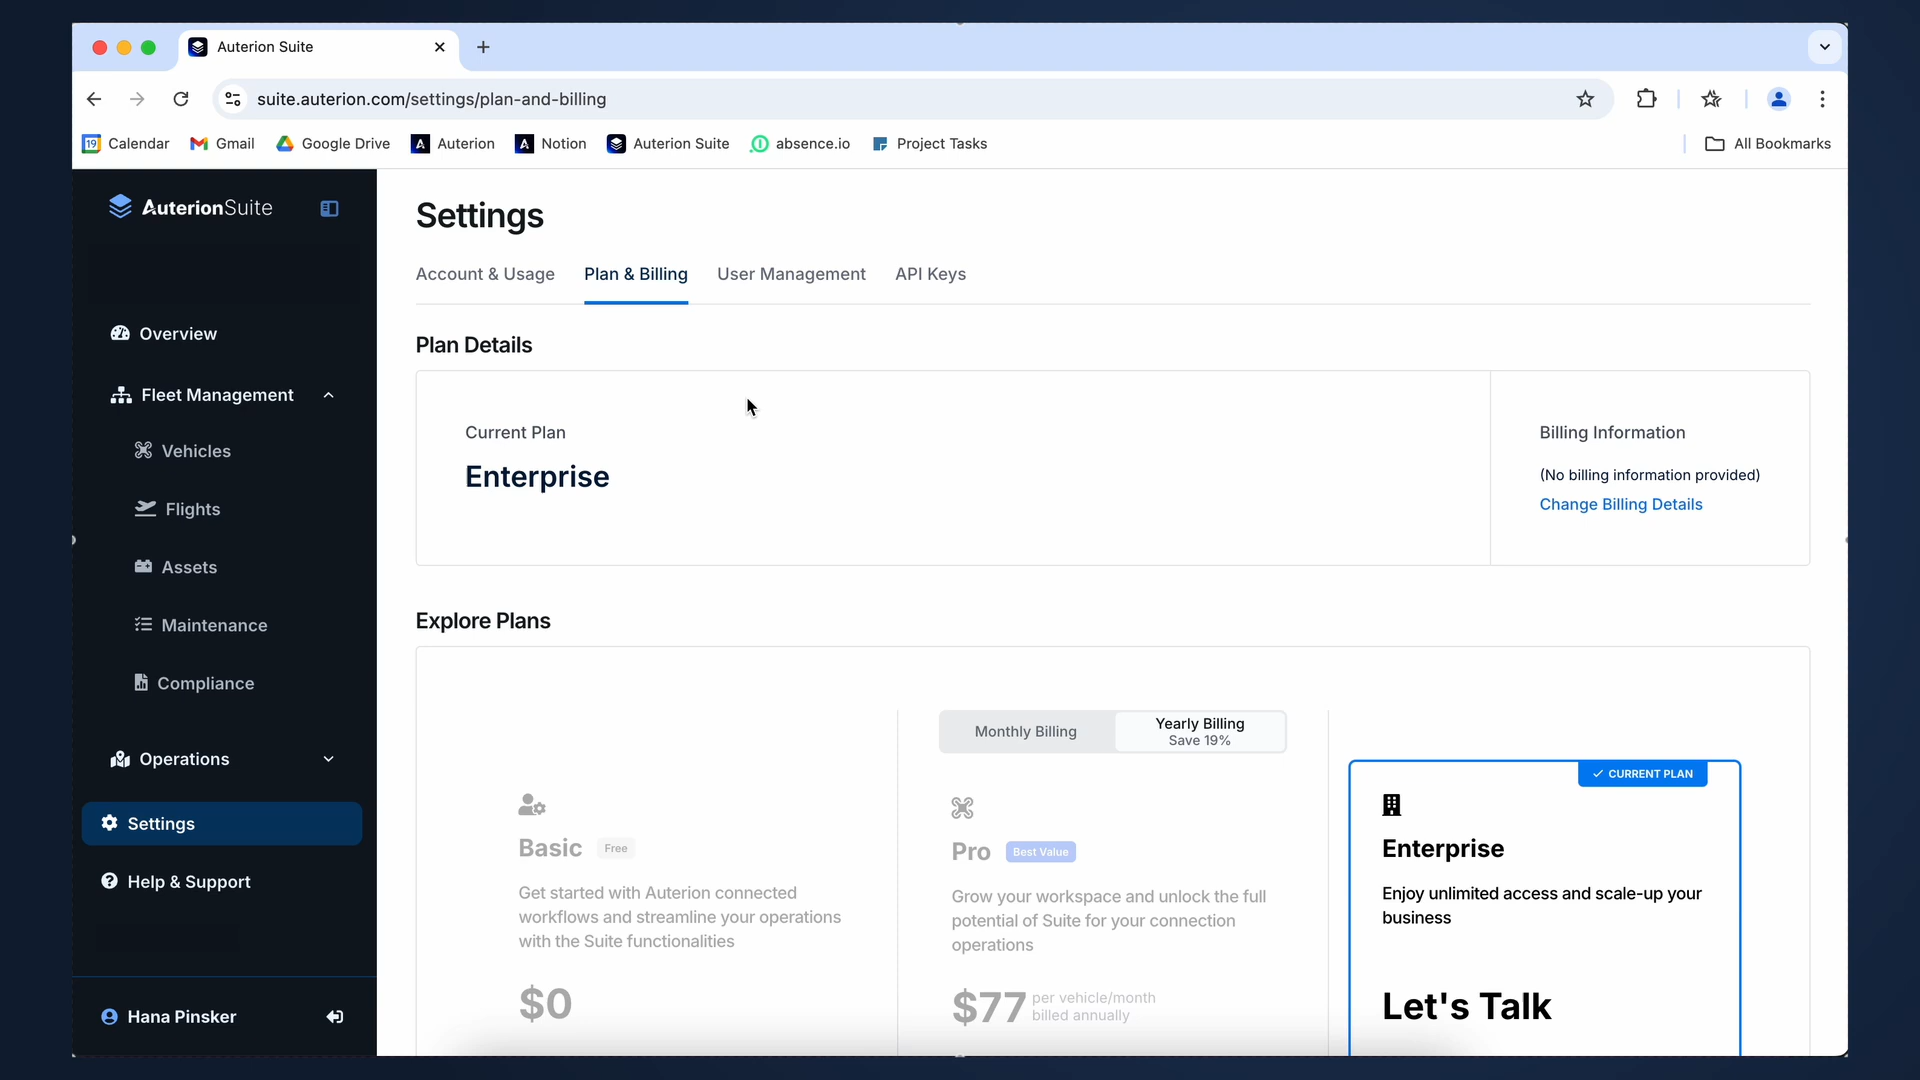 Auterion Suite
suite.auterion.com/settings/plan-and-billing
19 Calendar
Gmail
Google Drive
A Auterion
A Notion
Auterion Suite
absence.io
Project Tasks
All Bookmarks
AuterionSuite
Overview
Fleet Management
Vehicles
Flights
Assets
Maintenance
Compliance
Operations
Settings
Help & Support
Hana Pinsker
Settings
Account & Usage
Plan & Billing
User Management
API Keys
Plan Details
Current Plan
Enterprise
Billing Information
(No billing information provided)
Change Billing Details
Explore Plans
Basic Free
Get started with Auterion connected
workflows and streamline your operations
with the Suite functionalities
$0
Monthly Billing
Yearly Billing
Save 19%
Pro Best Value
Grow your workspace and unlock the full
potential of Suite for your connection
operations
$77 per vehicle/month
billed annually
CURRENT PLAN
Enterprise
Enjoy unlimited access and scale-up your
business
Let's Talk